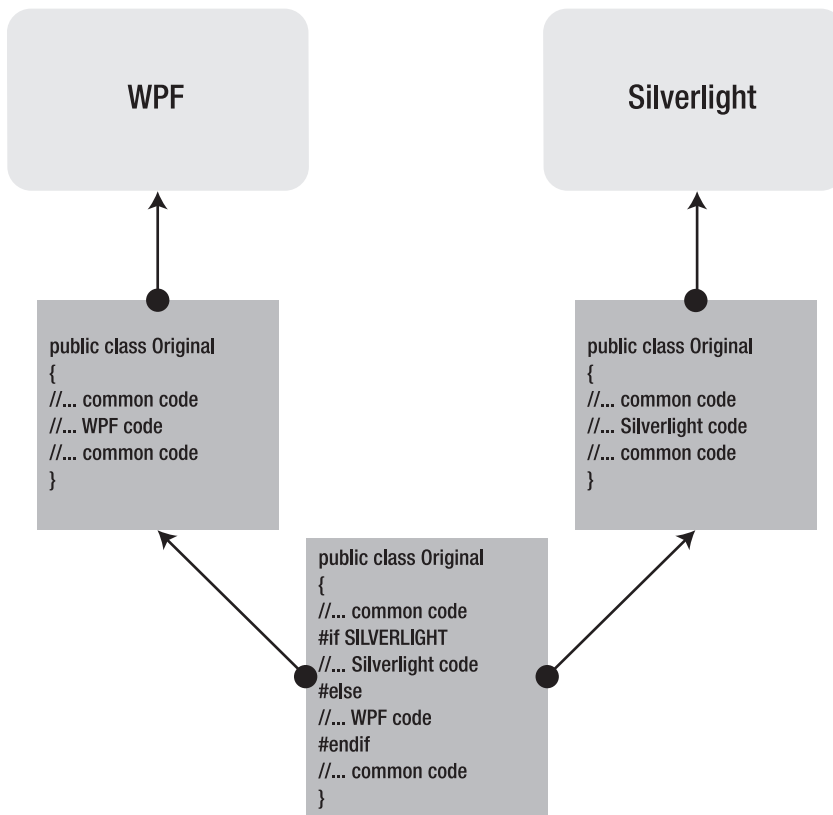 WPF
Silverlight
public class Original
{
//... common code
//... WPF code
//... common code
}
public class Original
{
//... common code
//... Silverlight code
//... common code
}
public class Original
{
//... common code
#if SILVERLIGHT
//... Silverlight code
#else
//... WPF code
#endif
//... common code
}